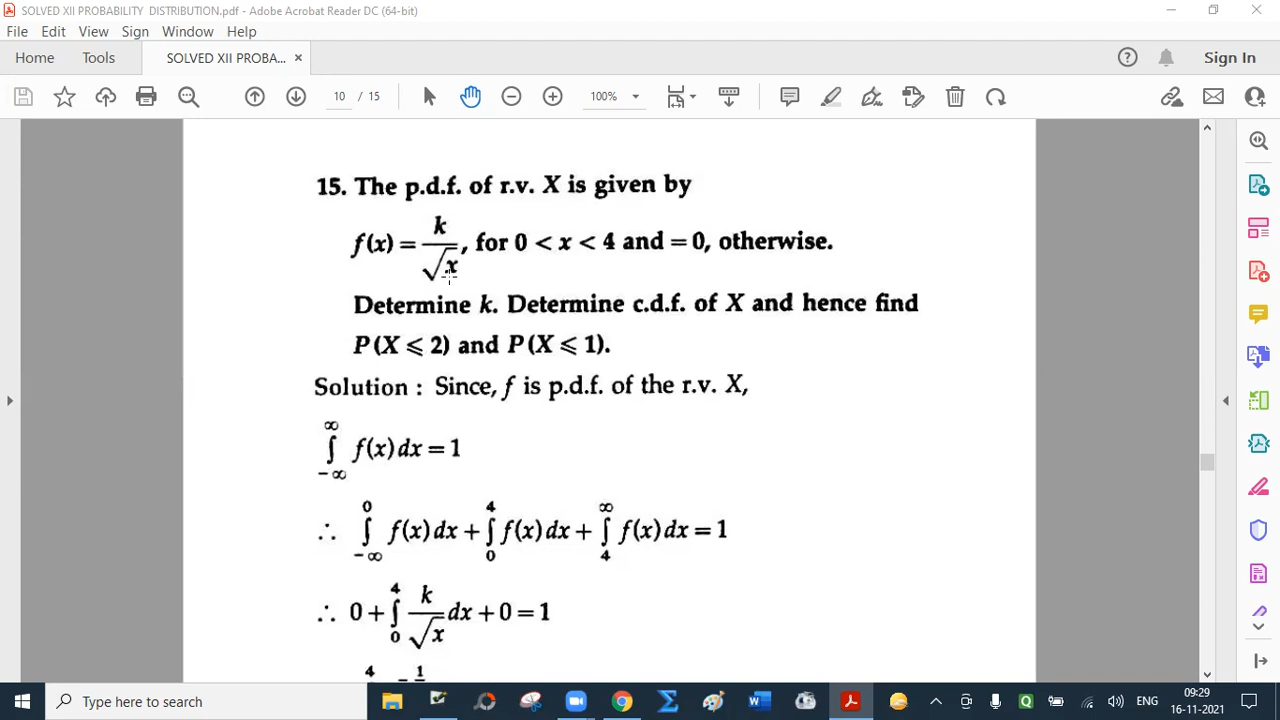 SOLVED XII PROBABILITY DISTRIBUTION.pdf - Adobe Acrobat Reader DC (64-bit)
File Edit View Sign Window Help
Home Tools SOLVED XII PROBA... × Sign In
10 / 15 100%
15. The p.d.f. of r.v. X is given by
f(x) = k/√x, for 0 < x < 4 and = 0, otherwise.
Determine k. Determine c.d.f. of X and hence find
P(X ⩽ 2) and P(X ⩽ 1).
Solution : Since, f is p.d.f. of the r.v. X,
∫_{-∞}^{∞} f(x) dx = 1
∴ ∫_{-∞}^{0} f(x) dx + ∫_{0}^{4} f(x) dx + ∫_{4}^{∞} f(x) dx = 1
∴ 0 + ∫_{0}^{4} k/√x dx + 0 = 1
4 - 1
Type here to search ENG 09:29
16-11-2021